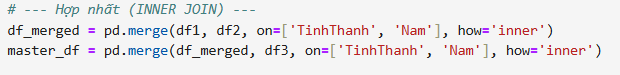 # --- Hợp nhất (INNER JOIN) ---
df_merged = pd.merge(df1, df2, on=['TinhThanh', 'Nam'], how='inner')
master_df = pd.merge(df_merged, df3, on=['TinhThanh', 'Nam'], how='inner')